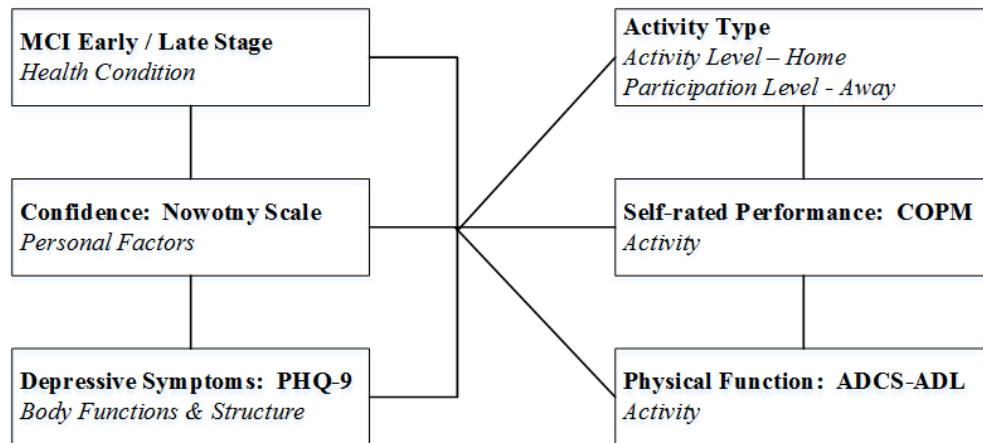 MCI Early / Late Stage
Health Condition
Confidence:  Nowotny Scale
Personal Factors
Depressive Symptoms:  PHQ-9
Body Functions & Structure
Activity Type
Activity Level – Home
Participation Level - Away
Self-rated Performance:  COPM
Activity
Physical Function:  ADCS-ADL
Activity